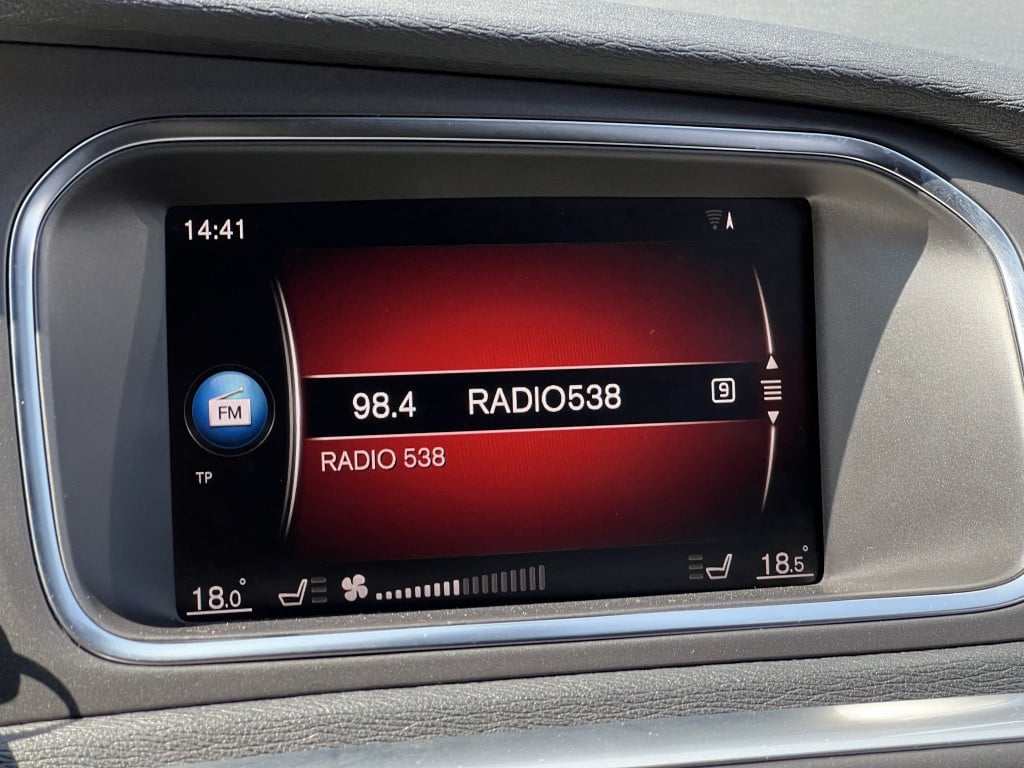 14:41
98.4 RADIO538 9
FM
RADIO 538
TP
18.0°
18.5°